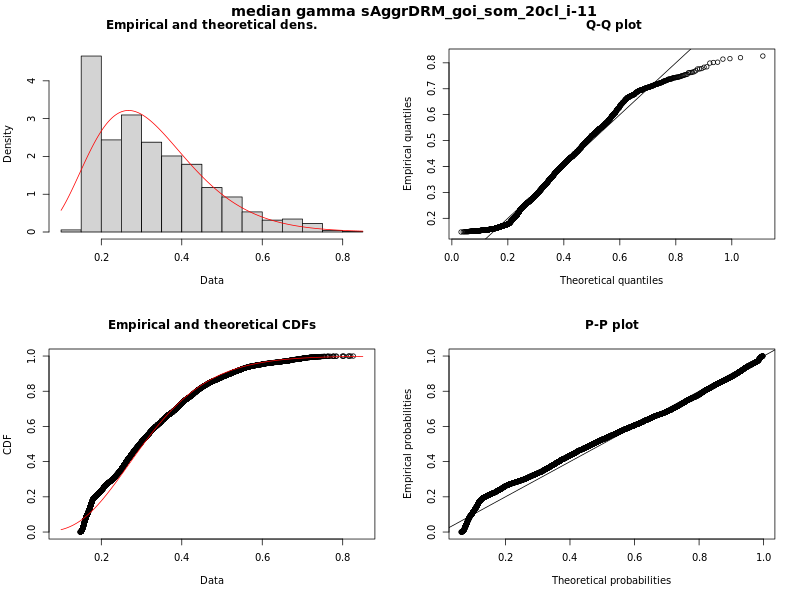 median gamma sAggrDRM_goi_som_20cl_i-11
Empirical and theoretical dens.
Density
0 1 2 3 4
0.2 0.4 0.6 0.8
Data
Q-Q plot
Empirical quantiles
0.2 0.3 0.4 0.5 0.6 0.7 0.8
0.0 0.2 0.4 0.6 0.8 1.0
Theoretical quantiles
Empirical and theoretical CDFs
CDF
0.0 0.2 0.4 0.6 0.8 1.0
0.2 0.4 0.6 0.8
Data
P-P plot
Empirical probabilities
0.0 0.2 0.4 0.6 0.8 1.0
0.2 0.4 0.6 0.8 1.0
Theoretical probabilities